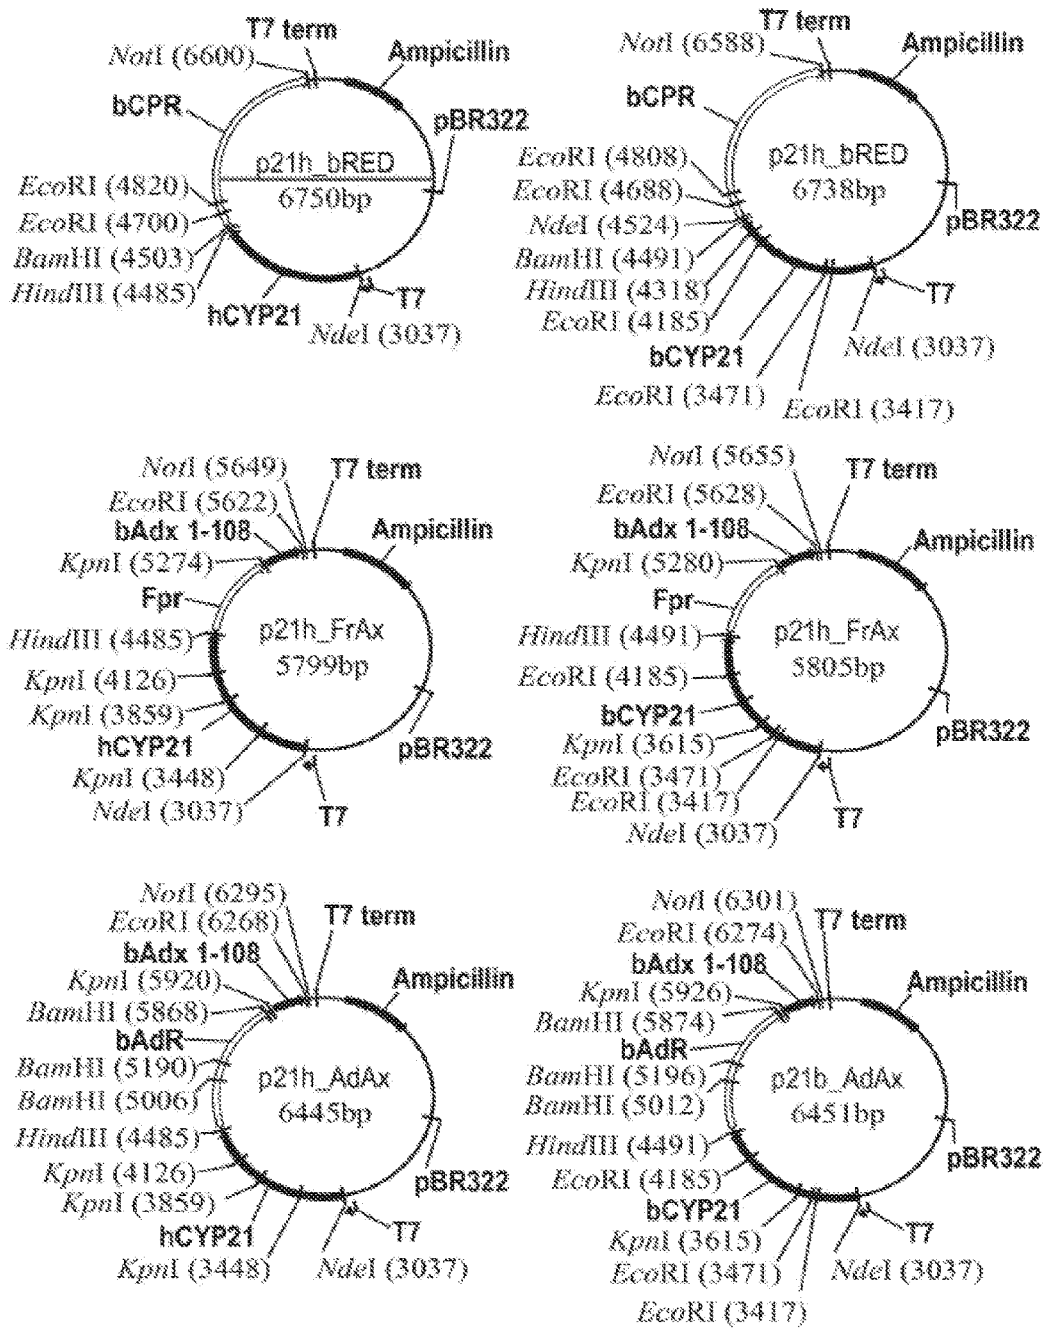 T7 term
NotI (6600)
Ampicillin
bCPR
pBR322
p21h_bRED
6750bp
EcoRI (4820)
EcoRI (4700)
BamHI (4503)
HindIII (4485)
hCYP21
T7
NdeI (3037)
T7 term
NotI (6588)
Ampicillin
bCPR
EcoRI (4808)
p21h_bRED
6738bp
EcoRI (4688)
NdeI (4524)
pBR322
BamHI (4491)
HindIII (4318)
T7
EcoRI (4185)
bCYP21
NdeI (3037)
EcoRI (3471)
EcoRI (3417)
NotI (5649)
T7 term
EcoRI (5622)
bAdx 1-108
Ampicillin
KpnI (5274)
Fpr
HindIII (4485)
p21h_FrAx
5799bp
KpnI (4126)
KpnI (3859)
hCYP21
pBR322
KpnI (3448)
NdeI (3037)
T7
NotI (5655)
T7 term
EcoRI (5628)
bAdx 1-108
Ampicillin
KpnI (5280)
Fpr
HindIII (4491)
p21h_FrAx
5805bp
EcoRI (4185)
bCYP21
pBR322
KpnI (3615)
EcoRI (3471)
EcoRI (3417)
T7
NdeI (3037)
NotI (6295)
T7 term
EcoRI (6268)
bAdx 1-108
KpnI (5920)
Ampicillin
BamHI (5868)
bAdR
BamHI (5190)
p21h_AdAx
6445bp
BamHI (5006)
HindIII (4485)
KpnI (4126)
pBR322
KpnI (3859)
hCYP21
T7
KpnI (3448)
NdeI (3037)
NotI (6301)
T7 term
EcoRI (6274)
bAdx 1-108
Ampicillin
KpnI (5926)
BamHI (5874)
bAdR
BamHI (5196)
p21b_AdAx
6451bp
BamHI (5012)
HindIII (4491)
pBR322
EcoRI (4185)
bCYP21
T7
KpnI (3615)
EcoRI (3471)
NdeI (3037)
EcoRI (3417)